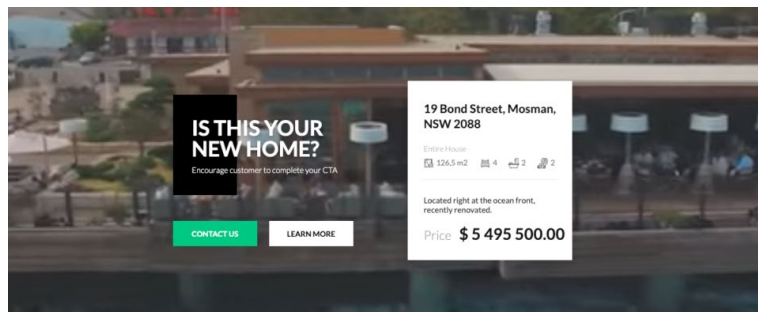 IS THIS YOUR
NEW HOME?
Encourage customer to complete your CTA
CONTACT US
LEARN MORE
19 Bond Street, Mosman,
NSW 2088
Entire House
126,5 m2 4 2 2
Located right at the ocean front,
recently renovated.
Price $ 5 495 500.00